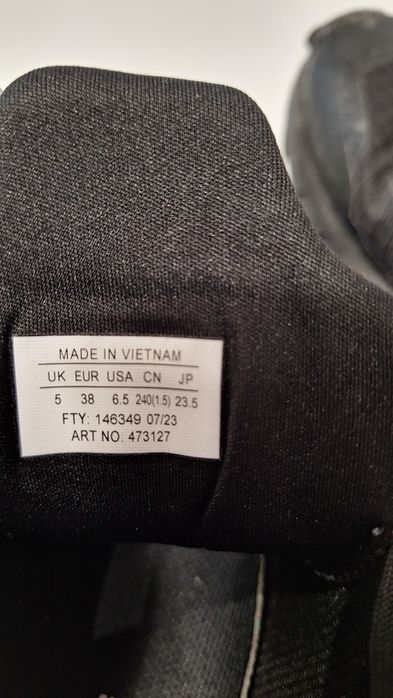 MADE IN VIETNAM
UK EUR USA CN JP
5 38 6.5 240(1.5) 23.5
FTY: 146349 07/23
ART NO. 473127